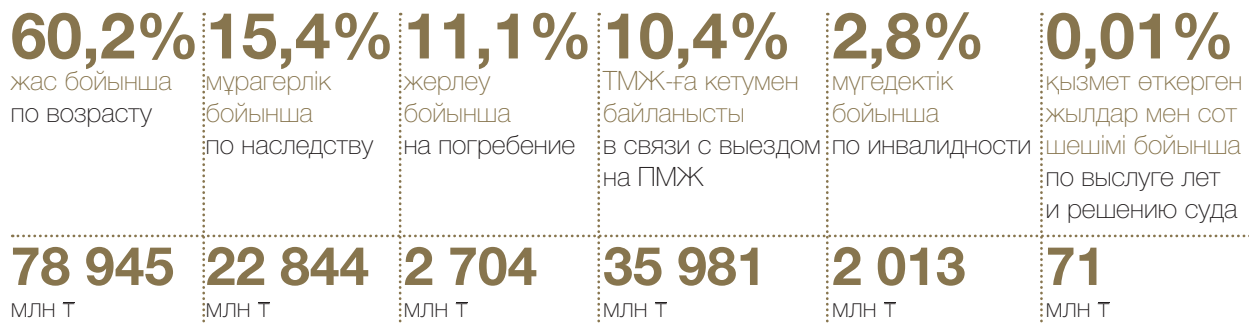 60,2%
жас бойынша
по возрасту
78 945
млн ₸
15,4%
мұрагерлік
бойынша
по наследству
22 844
млн ₸
11,1%
жерлеу
бойынша
на погребение
2 704
млн ₸
10,4%
ТМЖ-ға кетумен
байланысты
в связи с выездом
на ПМЖ
35 981
млн ₸
2,8%
мүгедектік
бойынша
по инвалидности
2 013
млн ₸
0,01%
қызмет өткерген
жылдар мен сот
шешімі бойынша
по выслуге лет
и решению суда
71
млн ₸